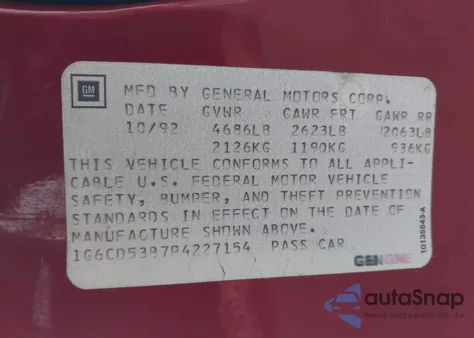 GM
MFD BY GENERAL MOTORS CORP.
DATE GVWR GAWR FRT GAWR RR
10/92 4686LB 2623LB 2063LB
2126KG 1190KG 936KG
THIS VEHICLE CONFORMS TO ALL APPLI-
CABLE U.S. FEDERAL MOTOR VEHICLE
SAFETY, BUMPER, AND THEFT PREVENTION
STANDARDS IN EFFECT ON THE DATE OF
MANUFACTURE SHOWN ABOVE.
1G6CD53B7P4227154 PASS CAR
10135543-A
autaSnap